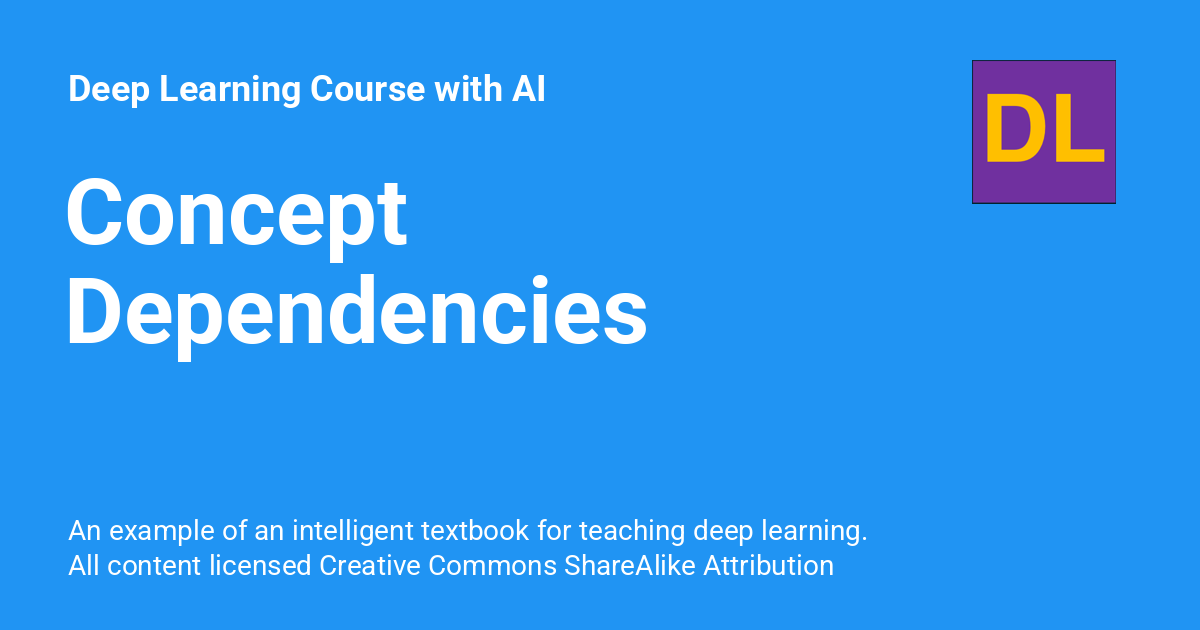 Deep Learning Course with AI
DL
Concept
Dependencies
An example of an intelligent textbook for teaching deep learning.
All content licensed Creative Commons ShareAlike Attribution